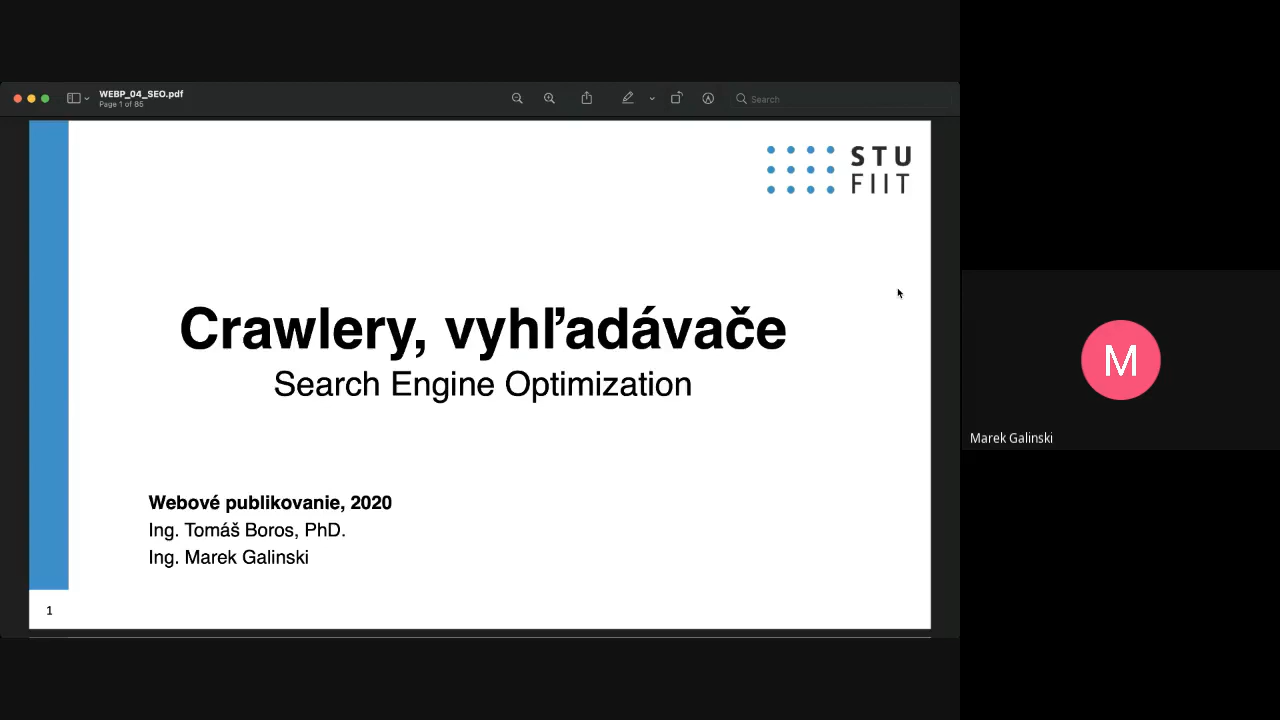 WEBP_04_SEO.pdf
Page 1 of 85
Search
STU
FIIT
Crawlery, vyhľadávače
Search Engine Optimization
Webové publikovanie, 2020
Ing. Tomáš Boros, PhD.
Ing. Marek Galinski
1
M
Marek Galinski